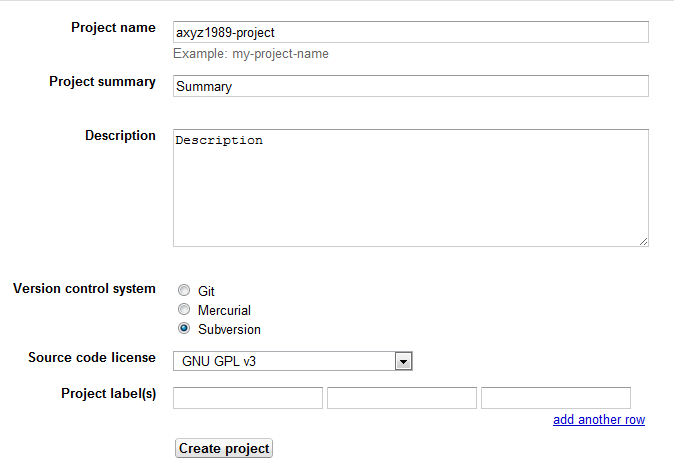 Project name
axyz1989-project
Example: my-project-name
Project summary
Summary
Description
Description
Version control system
Git
Mercurial
Subversion
Source code license
GNU GPL v3
Project label(s)
add another row
Create project